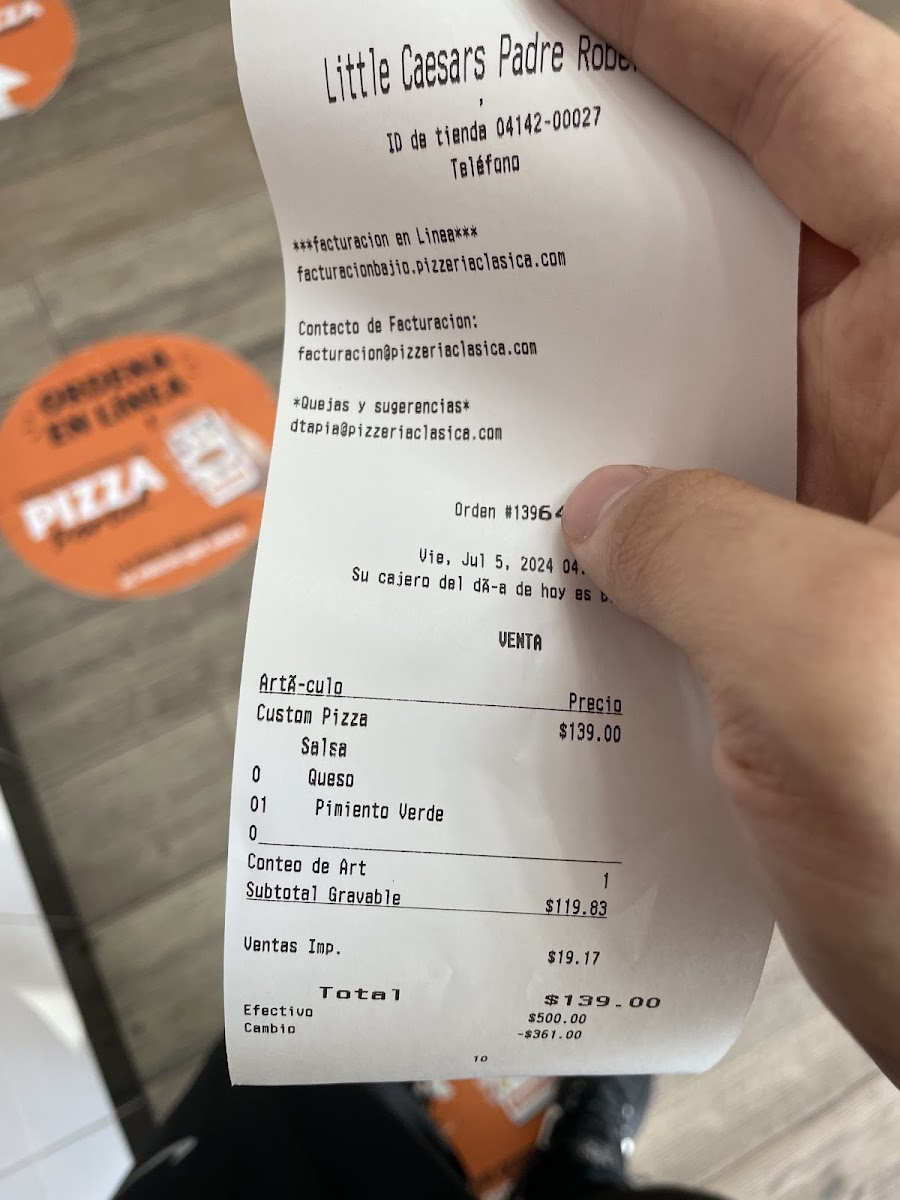 PIZZA
Little Caesars Padre
,
ID de tienda 04142-00027
Teléfono
***facturacion en Linea***
facturacionbajio.pizzeriaclasica.com
Contacto de Facturacion:
facturacion@pizzeriaclasica.com
*Quejas y sugerencias*
dtapia@pizzeriaclasica.com
Orden
Vie, Jul 5, 2024
Su cajero del dÃ-a de hoy es
VENTA
ArtÃ-culo Precio
Custom Pizza $139.00
Salsa
0 Queso
01 Pimiento Verde
0
Conteo de Art 1
Subtotal Gravable $119.83
Ventas Imp. $19.17
Total $139.00
Efectivo $500.00
Cambio -$361.00
10
ORDENA
EN LÍNEA
PIZZA
Portal